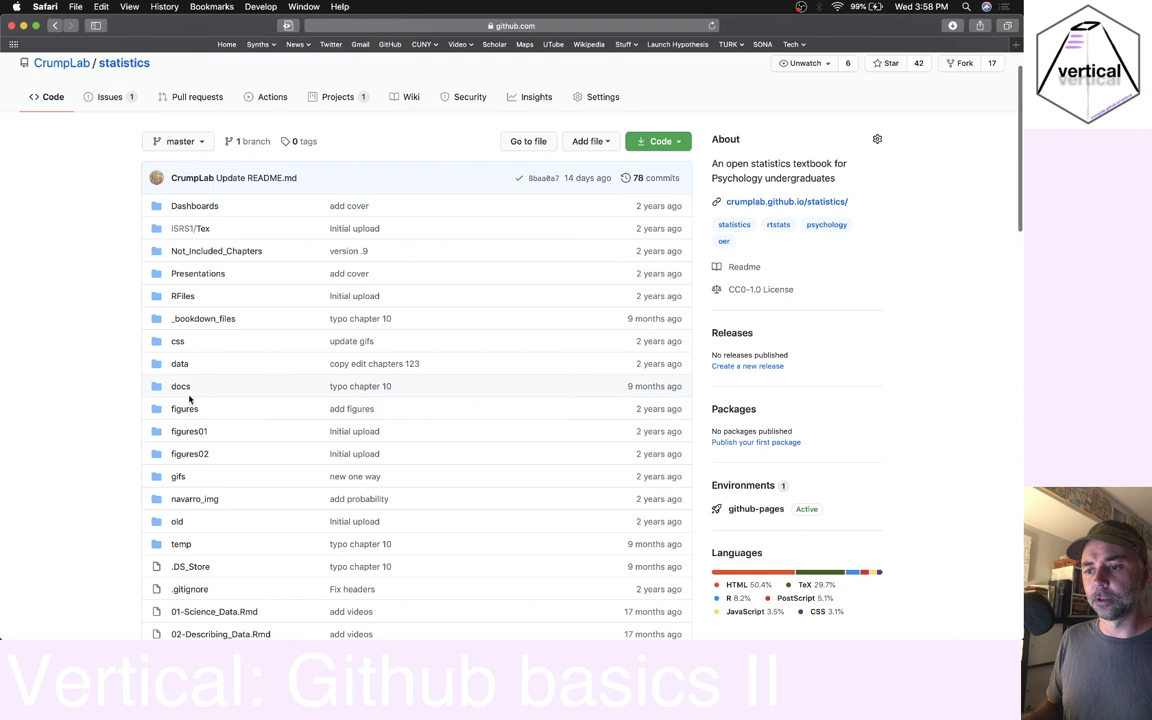 Safari File Edit View History Bookmarks Develop Window Help 99% Wed 3:58 PM
github.com
Home Synths News Twitter Gmail GitHub CUNY Video Scholar Maps UTube Wikipedia Stuff Launch Hypothesis TURK SONA Tech
CrumpLab / statistics Unwatch 6 Star 42 Fork 17
Code Issues 1 Pull requests Actions Projects 1 Wiki Security Insights Settings
master 1 branch 0 tags Go to file Add file Code
CrumpLab Update README.md 8baa0a7 14 days ago 78 commits
Dashboards add cover 2 years ago
ISRS1/Tex Initial upload 2 years ago
Not_Included_Chapters version .9 2 years ago
Presentations add cover 2 years ago
RFiles Initial upload 2 years ago
_bookdown_files typo chapter 10 9 months ago
css update gifs 2 years ago
data copy edit chapters 123 2 years ago
docs typo chapter 10 9 months ago
figures add figures 2 years ago
figures01 Initial upload 2 years ago
figures02 Initial upload 2 years ago
gifs new one way 2 years ago
navarro_img add probability 2 years ago
old Initial upload 2 years ago
temp typo chapter 10 9 months ago
.DS_Store typo chapter 10 9 months ago
.gitignore Fix headers 2 years ago
01-Science_Data.Rmd add videos 17 months ago
02-Describing_Data.Rmd add videos 17 months ago
About
An open statistics textbook for
Psychology undergraduates
crumplab.github.io/statistics/
statistics rtstats psychology
oer
Readme
CC0-1.0 License
Releases
No releases published
Create a new release
Packages
No packages published
Publish your first package
Environments 1
github-pages Active
Languages
HTML 50.4% TeX 29.7%
R 8.2% PostScript 5.1%
JavaScript 3.5% CSS 3.1%
vertical
Vertical: Github basics II